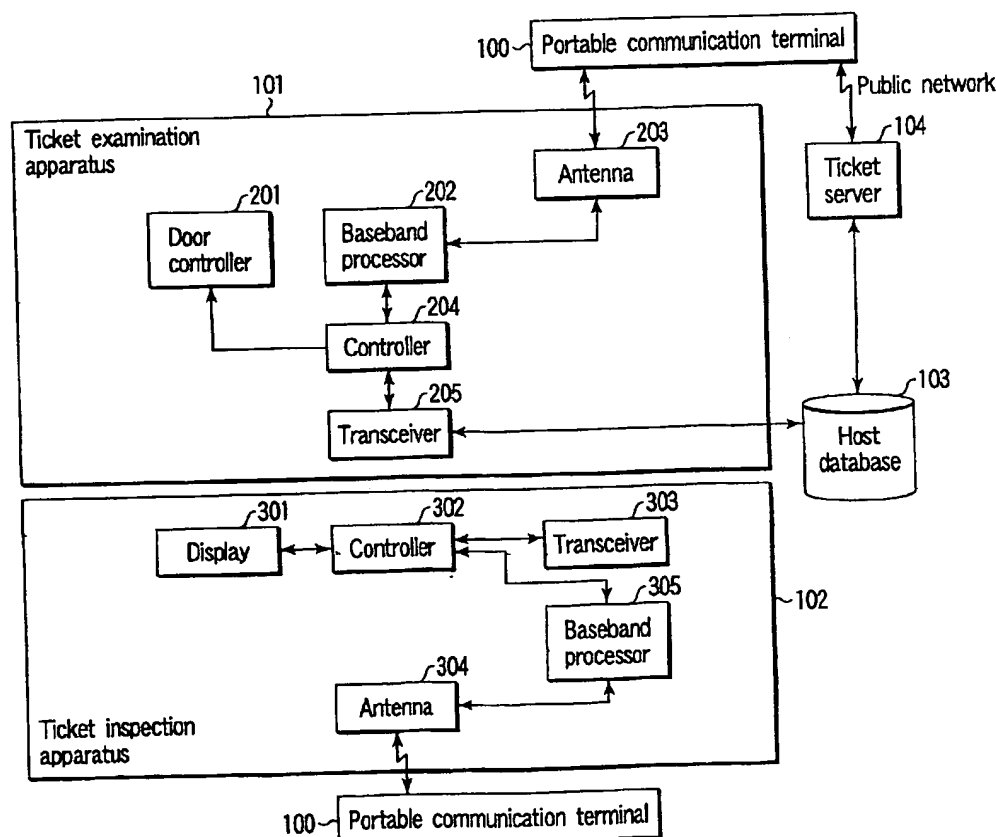 100
Portable communication terminal
Public network
101
Ticket examination
apparatus
203
Antenna
104
Ticket
server
201
Door
controller
202
Baseband
processor
204
Controller
205
Transceiver
103
Host
database
301
Display
302
Controller
303
Transceiver
305
Baseband
processor
102
304
Antenna
Ticket inspection
apparatus
100
Portable communication terminal